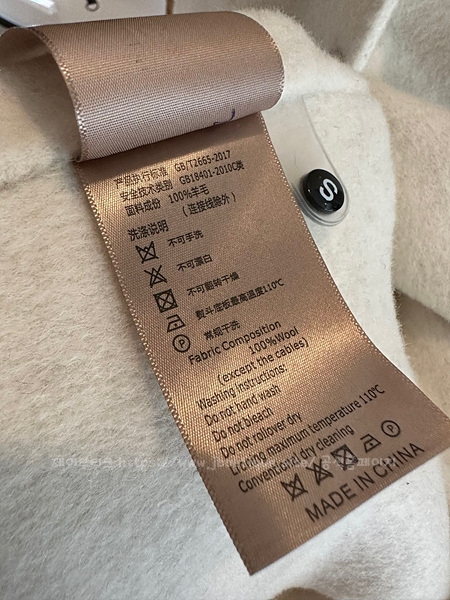 S
产品执行标准 GB/T2665-2017
安全技术类别 GB18401-2010C类
面料成份 100%羊毛
(连接线除外)
洗涤说明
不可手洗
不可漂白
不可翻转干燥
熨斗底板最高温度110℃
常规干洗
Fabric Composition
100%Wool
(except the cables)
Washing instructions:
Do not hand wash
Do not bleach
Do not rollover dry
Ironing maximum temperature 110℃
Conventional dry cleaning
MADE IN CHINA